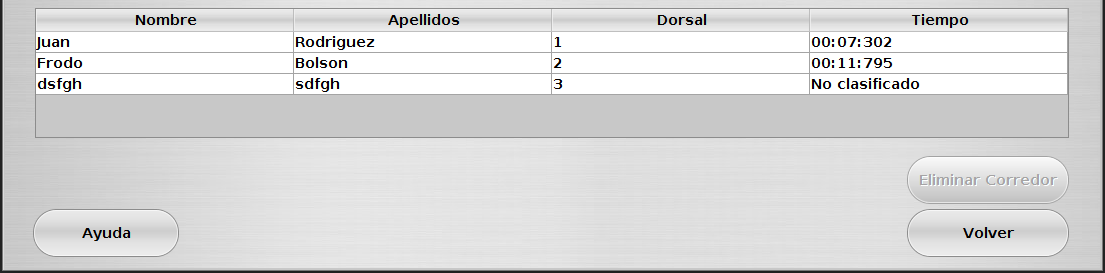 Nombre Apellidos Dorsal Tiempo
Juan Rodriguez 1 00:07:302
Frodo Bolson 2 00:11:795
dsfgh sdfgh 3 No clasificado
Eliminar Corredor
Ayuda Volver